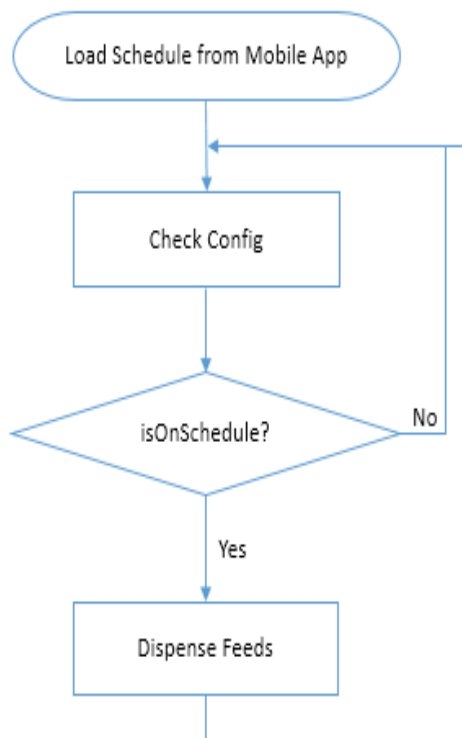 Load Schedule from Mobile App
Check Config
isOnSchedule?
No
Yes
Dispense Feeds